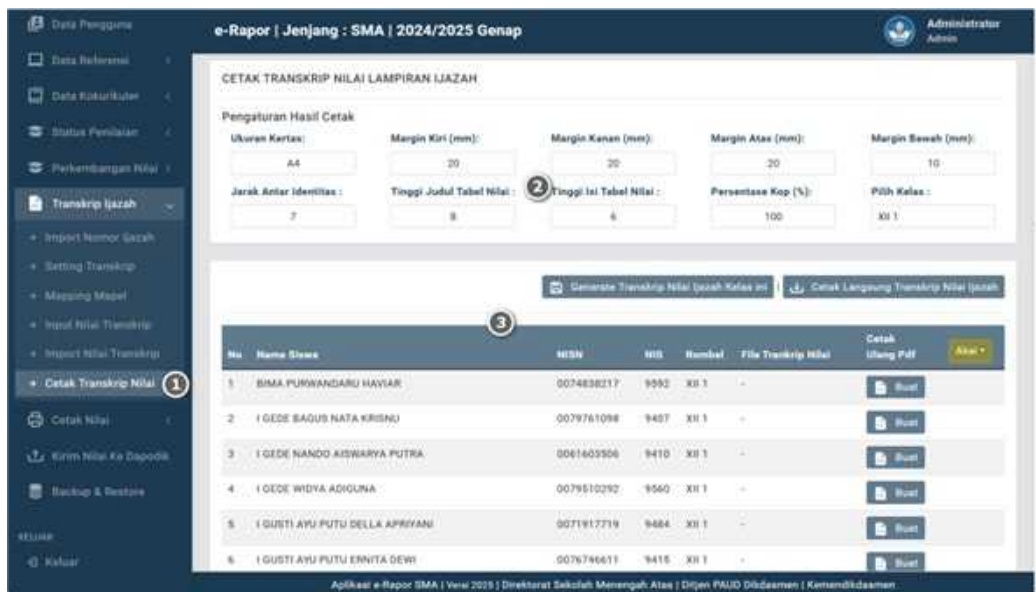 Data Pengguna
e-Rapor | Jenjang : SMA | 2024/2025 Genap
Administrator
Admin
Data Referensi
Data Kokurikuler
Status Penilaian
Perkembangan Nilai
Transkrip Ijazah
Import Nomor Ijazah
Setting Transkrip
Mapping Mapel
Input Nilai Transkrip
Import Nilai Transkrip
Cetak Transkrip Nilai
1
Cetak Nilai
Kirim Nilai Ke Dapodik
Backup & Restore
KELUAR
Keluar
CETAK TRANSKRIP NILAI LAMPIRAN IJAZAH
Pengaturan Hasil Cetak
Ukuran Kertas: Margin Kiri (mm): Margin Kanan (mm): Margin Atas (mm): Margin Bawah (mm):
A4 20 20 20 10
Jarak Antar Identitas : Tinggi Judul Tabel Nilai : 2 Tinggi Isi Tabel Nilai : Persentase Kop (%): Pilih Kelas :
7 8 6 100 XII 1
Generate Transkrip Nilai Ijazah Kelas ini | Cetak Langsung Transkrip Nilai Ijazah
3
No Nama Siswa NISN NIS Rombel File Trankrip Nilai Cetak Ulang Pdf Aksi
1 BIMA PURWANDARU HAVIAR 0074838217 9592 XII 1 - Buat
2 I GEDE BAGUS NATA KRISNU 0079761098 9407 XII 1 - Buat
3 I GEDE NANDO AISWARYA PUTRA 0061603506 9410 XII 1 - Buat
4 I GEDE WIDYA ADIGUNA 0079510292 9560 XII 1 - Buat
5 I GUSTI AYU PUTU DELLA APRIYANI 0071917719 9484 XII 1 - Buat
6 I GUSTI AYU PUTU ERNITA DEWI 0076746611 9415 XII 1 - Buat
Aplikasi e-Rapor SMA | Versi 2025 | Direktorat Sekolah Menengah Atas | Ditjen PAUD Dikdasmen | Kemendikdasmen